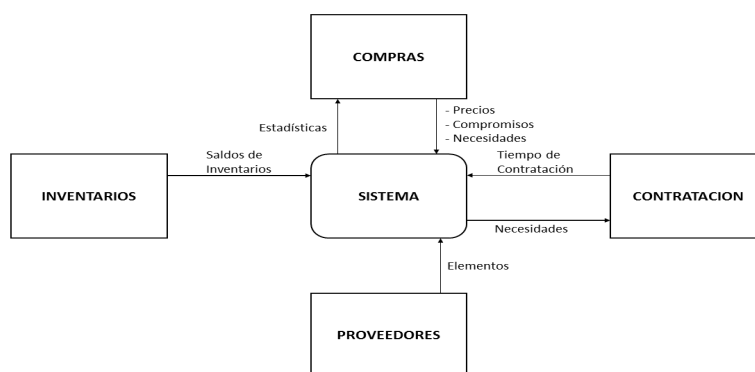 COMPRAS
Estadísticas
- Precios
- Compromisos
- Necesidades
Saldos de
Inventarios
Tiempo de
Contratación
INVENTARIOS
SISTEMA
CONTRATACION
Necesidades
Elementos
PROVEEDORES